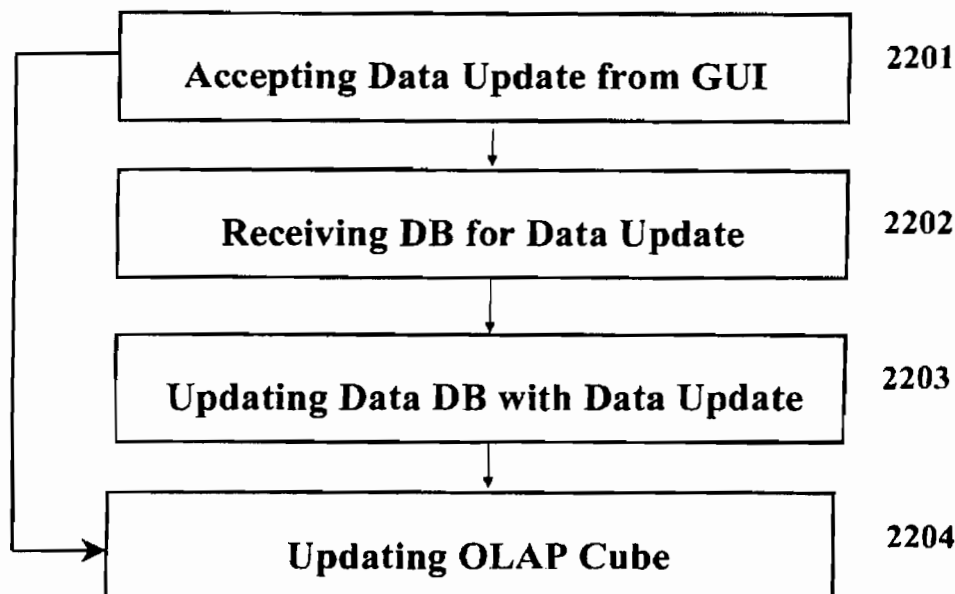 Accepting Data Update from GUI 2201
Receiving DB for Data Update 2202
Updating Data DB with Data Update 2203
Updating OLAP Cube 2204